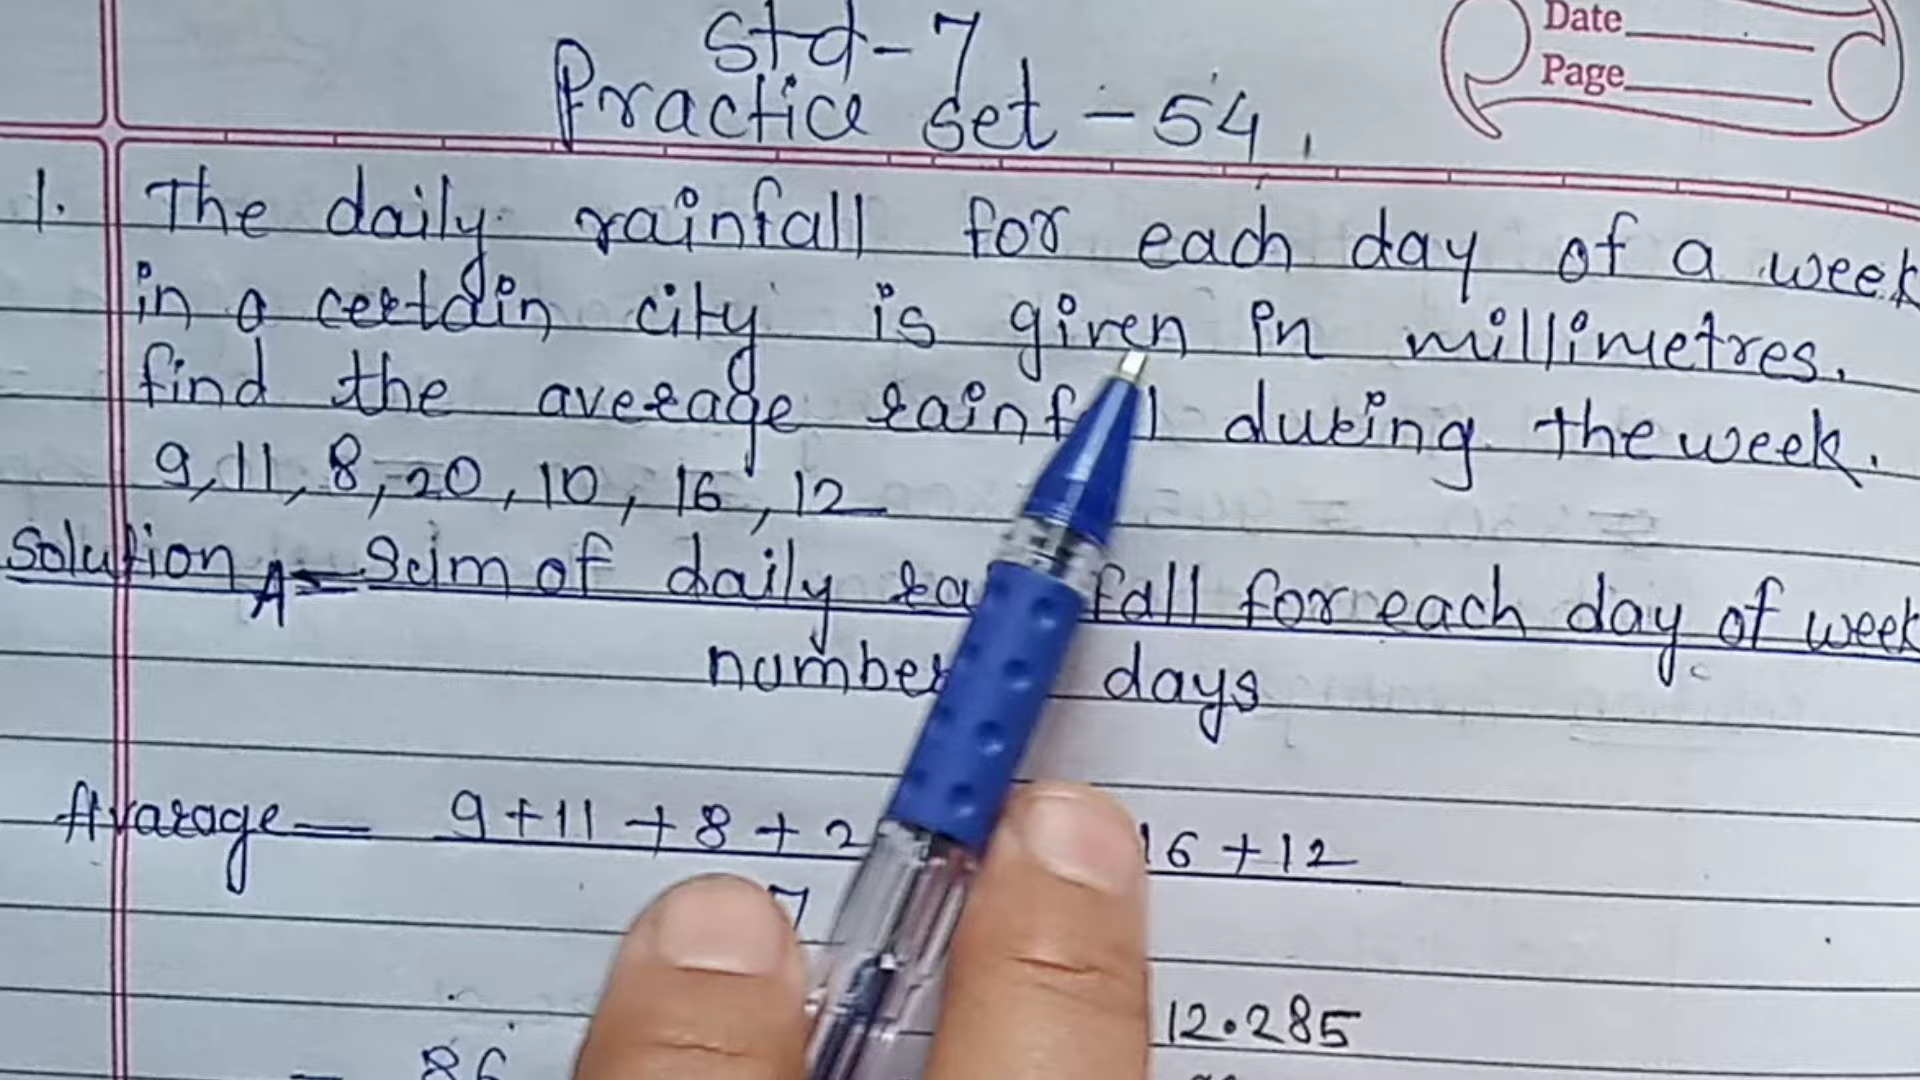 Std-7
Date
Practice set - 54.
Page
1. The daily rainfall for each day of a week
in a certain city is given in millimetres.
find the average rainf l during the week.
9, 11, 8, 20, 10, 16, 12
Solution A = Sum of daily ra fall for each day of week
number days
Avarage = 9 + 11 + 8 + 2 16 + 12
7
12.285
= 86